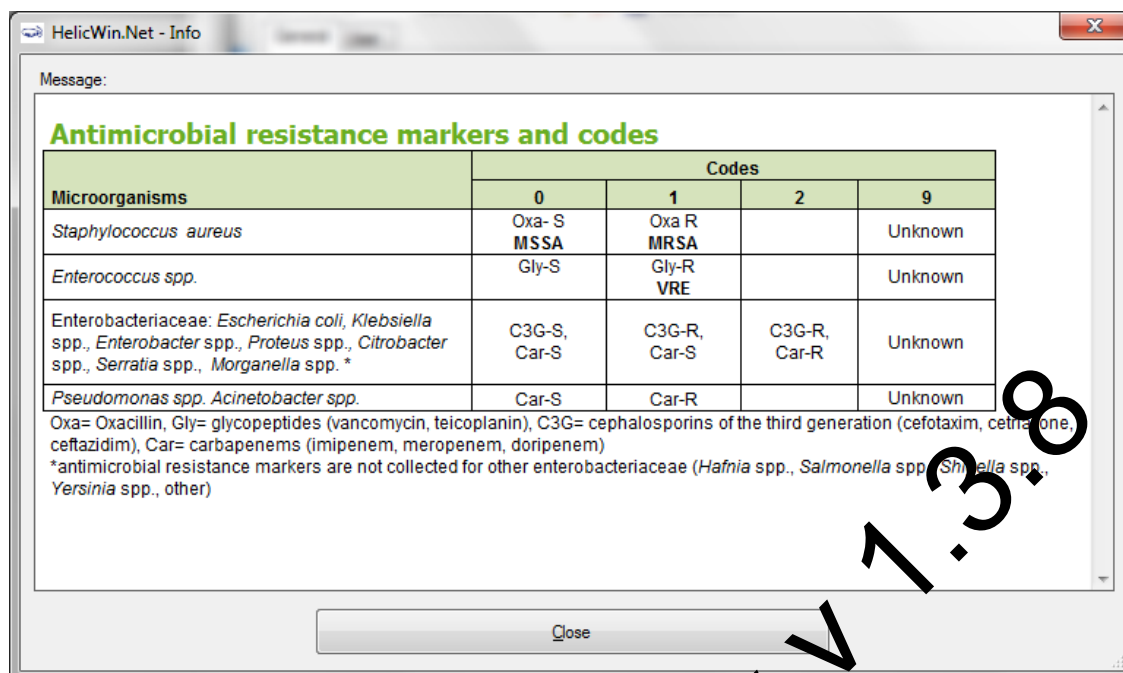 HelicWin.Net - Info
Message:
Antimicrobial resistance markers and codes
Codes
Microorganisms 0 1 2 9
Staphylococcus aureus Oxa- S MSSA Oxa R MRSA Unknown
Enterococcus spp. Gly-S Gly-R VRE Unknown
Enterobacteriaceae: Escherichia coli, Klebsiella
spp., Enterobacter spp., Proteus spp., Citrobacter
spp., Serratia spp., Morganella spp. * C3G-S, Car-S C3G-R, Car-S C3G-R, Car-R Unknown
Pseudomonas spp. Acinetobacter spp. Car-S Car-R Unknown
Oxa= Oxacillin, Gly= glycopeptides (vancomycin, teicoplanin), C3G= cephalosporins of the third generation (cefotaxim,
ceftazidim), Car= carbapenems (imipenem, meropenem, doripenem)
*antimicrobial resistance markers are not collected for other enterobacteriaceae (Hafnia spp., Salmonella spp., spp.,
Yersinia spp., other)
Close
v 1.3.8